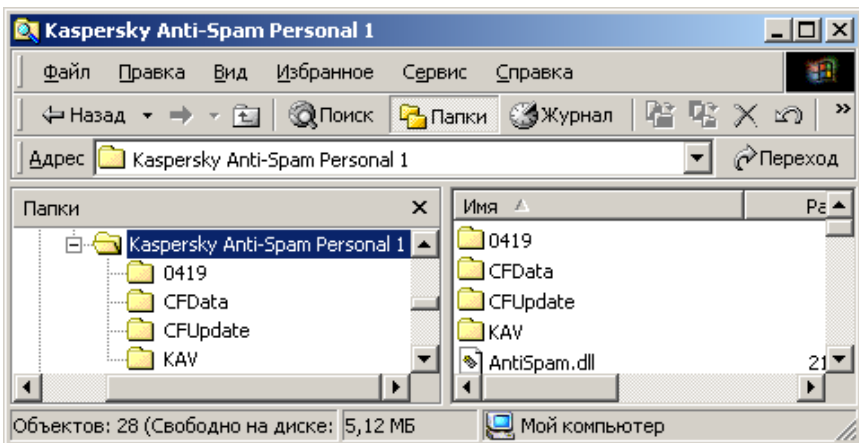 Kaspersky Anti-Spam Personal 1
Файл Правка Вид Избранное Сервис Справка
Назад Поиск Папки Журнал »
Адрес Kaspersky Anti-Spam Personal 1 Переход
Папки
Kaspersky Anti-Spam Personal 1
0419
CFData
CFUpdate
KAV
Имя
0419
CFData
CFUpdate
KAV
AntiSpam.dll
Объектов: 28 (Свободно на диске: 5,12 МБ Мой компьютер